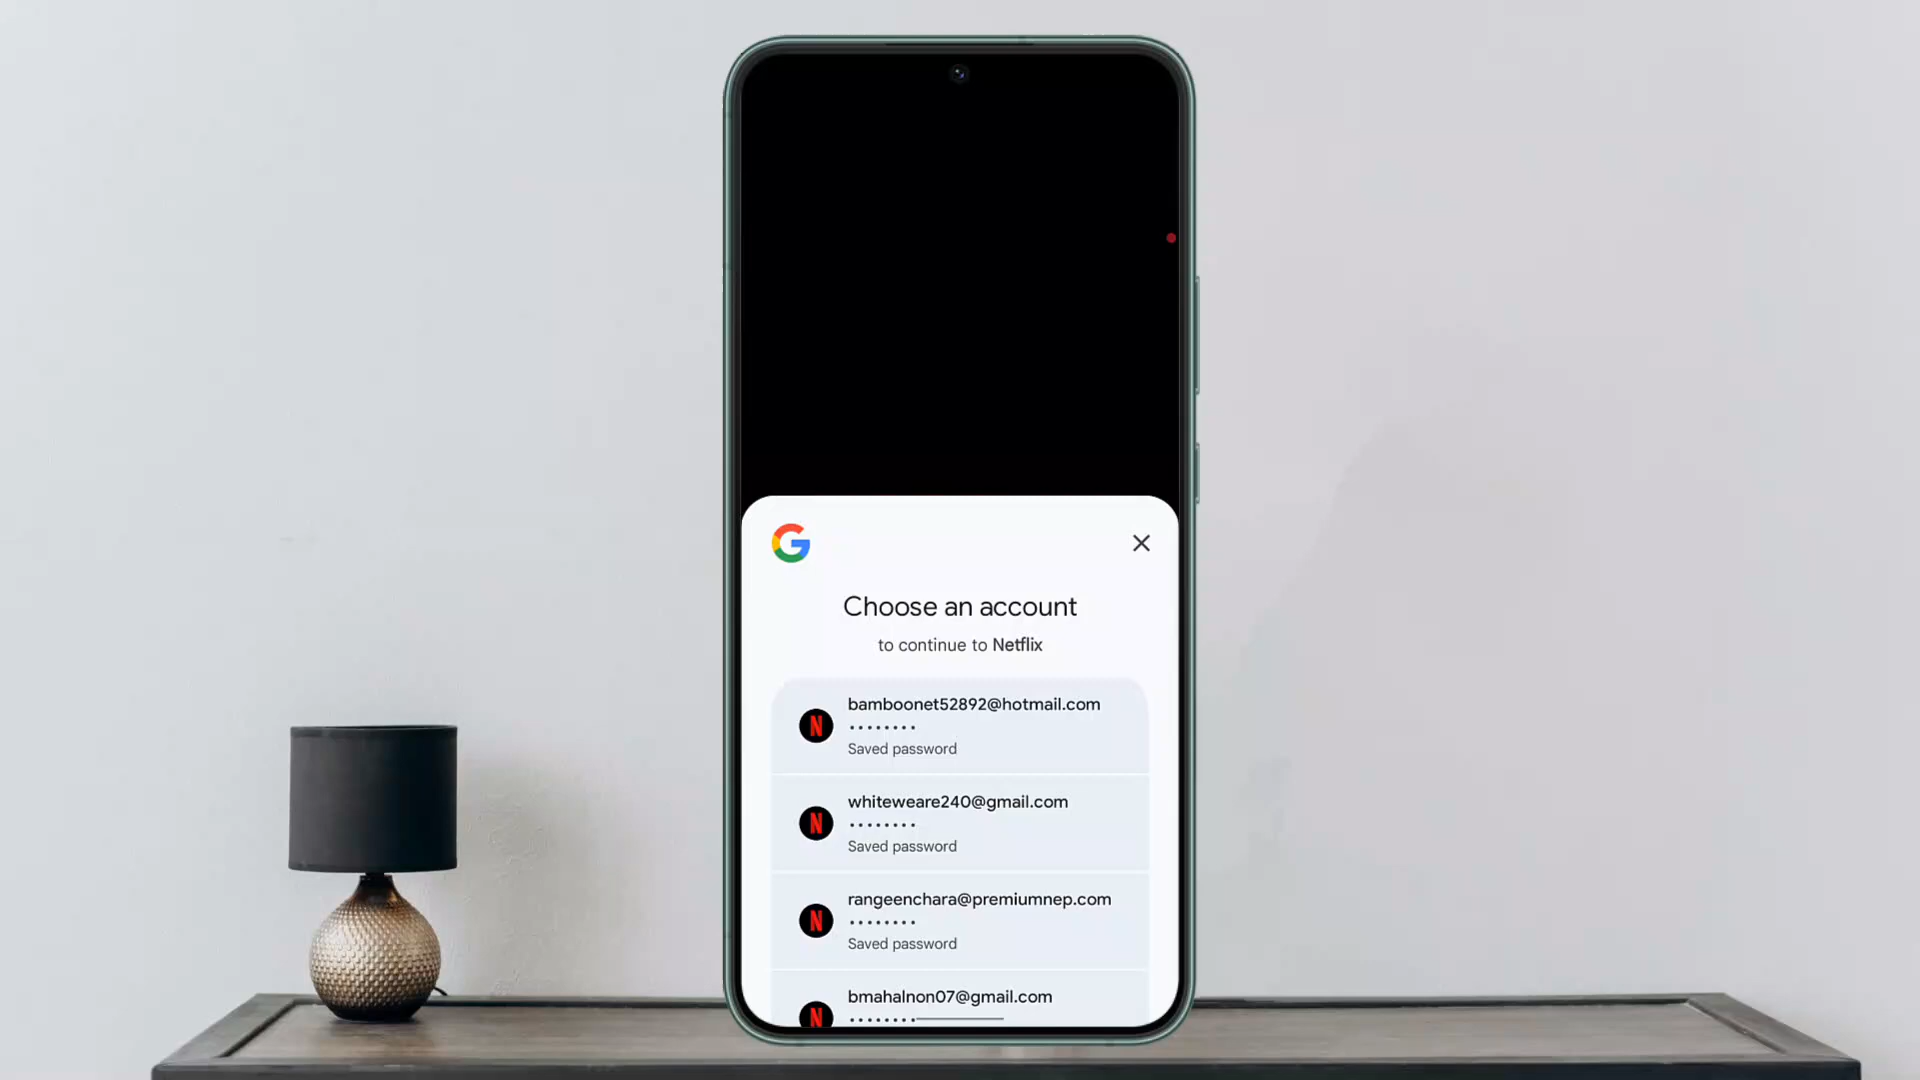 Choose an account
to continue to Netflix
bamboonet52892@hotmail.com
••••••••
Saved password
whiteweare240@gmail.com
••••••••
Saved password
rangeenchara@premiumnep.com
••••••••
Saved password
bmahalnon07@gmail.com
••••••••